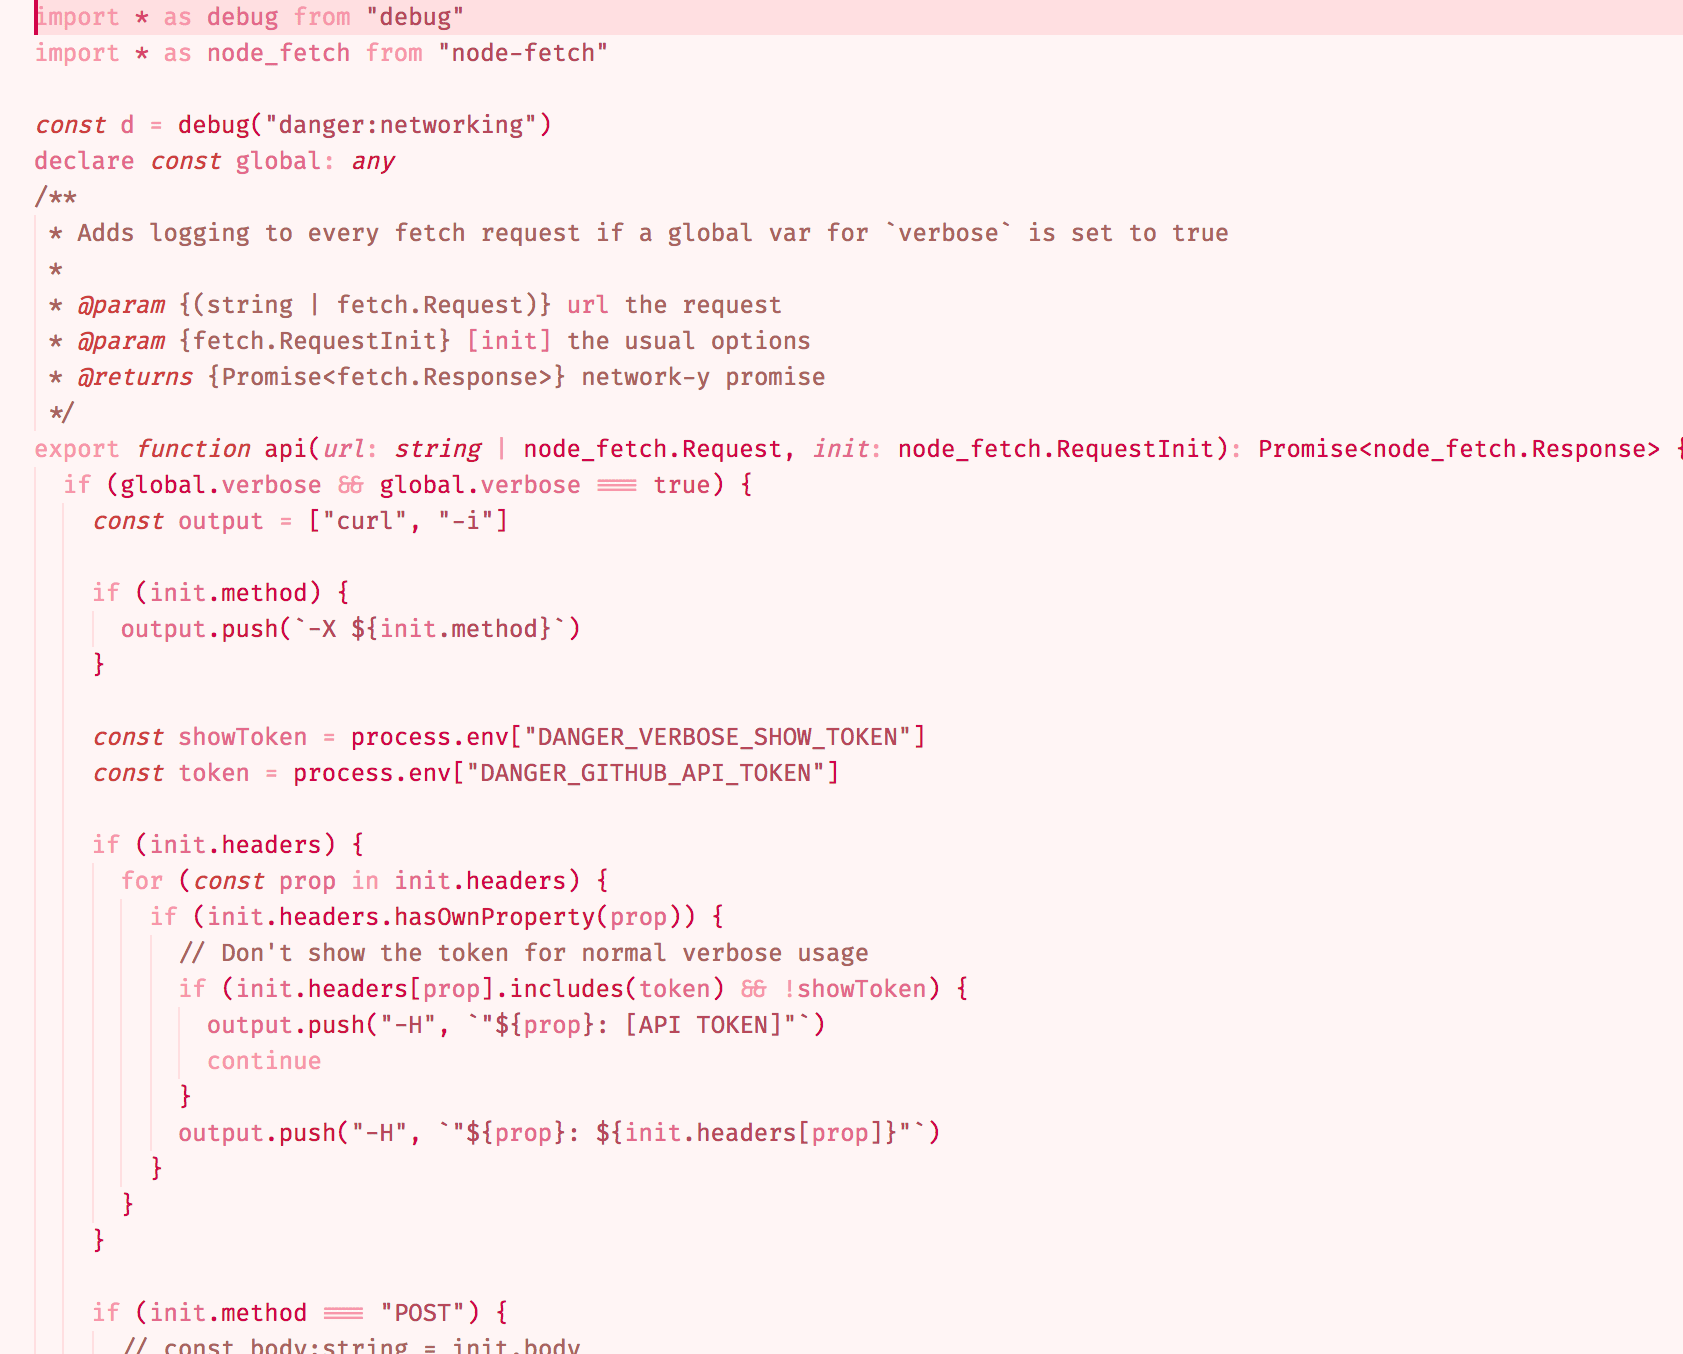 import * as debug from "debug"
import * as node_fetch from "node-fetch"
const d = debug("danger:networking")
declare const global: any
/**
 * Adds logging to every fetch request if a global var for `verbose` is set to true
 *
 * @param {(string | fetch.Request)} url the request
 * @param {fetch.RequestInit} [init] the usual options
 * @returns {Promise<fetch.Response>} network-y promise
 */
export function api(url: string | node_fetch.Request, init: node_fetch.RequestInit): Promise<node_fetch.Response> {
  if (global.verbose && global.verbose === true) {
    const output = ["curl", "-i"]
    if (init.method) {
      output.push(`-X ${init.method}`)
    }
    const showToken = process.env["DANGER_VERBOSE_SHOW_TOKEN"]
    const token = process.env["DANGER_GITHUB_API_TOKEN"]
    if (init.headers) {
      for (const prop in init.headers) {
        if (init.headers.hasOwnProperty(prop)) {
          // Don't show the token for normal verbose usage
          if (init.headers[prop].includes(token) && !showToken) {
            output.push("-H", `"${prop}: [API TOKEN]"`)
            continue
          }
          output.push("-H", `"${prop}: ${init.headers[prop]}"`)
        }
      }
    }
    if (init.method === "POST") {
      // const body:string = init.body